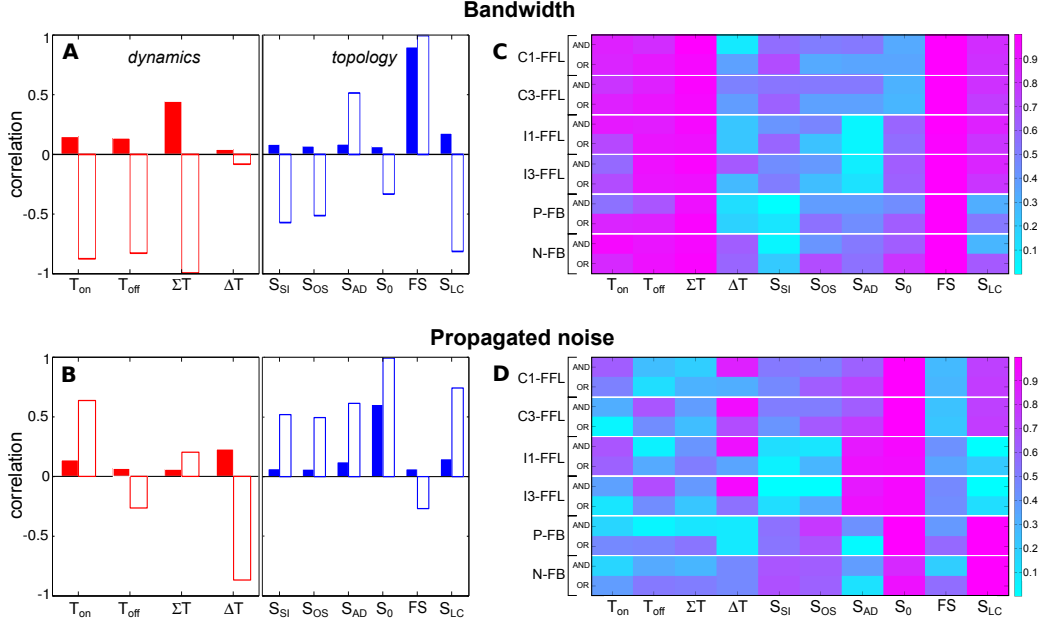 Bandwidth
A
dynamics
topology
correlation
1
0.5
0
-0.5
-1
Ton Toff ΣT ΔT SSI SOS SAD S0 FS SLC
C
C1-FFL AND
OR
C3-FFL AND
OR
I1-FFL AND
OR
I3-FFL AND
OR
P-FB AND
OR
N-FB AND
OR
Ton Toff ΣT ΔT SSI SOS SAD S0 FS SLC
0.9
0.8
0.7
0.6
0.5
0.4
0.3
0.2
0.1
Propagated noise
B
correlation
1
0.5
0
-0.5
-1
Ton Toff ΣT ΔT SSI SOS SAD S0 FS SLC
D
C1-FFL AND
OR
C3-FFL AND
OR
I1-FFL AND
OR
I3-FFL AND
OR
P-FB AND
OR
N-FB AND
OR
Ton Toff ΣT ΔT SSI SOS SAD S0 FS SLC
0.9
0.8
0.7
0.6
0.5
0.4
0.3
0.2
0.1